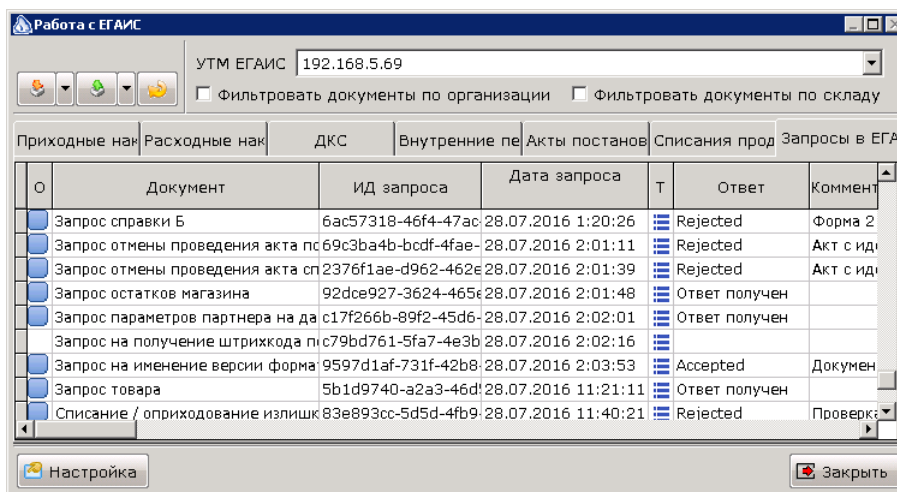 Работа с ЕГАИС
УТМ ЕГАИС 192.168.5.69
Фильтровать документы по организации Фильтровать документы по складу
Приходные нак Расходные нак ДКС Внутренние пе Акты постанов Списания прод Запросы в ЕГА
О Документ ИД запроса Дата запроса Т Ответ Коммент
Запрос справки Б 6ac57318-46f4-47ac- 28.07.2016 1:20:26 Rejected Форма 2
Запрос отмены проведения акта по 69c3ba4b-bcdf-4fae- 28.07.2016 2:01:11 Rejected Акт с иде
Запрос отмены проведения акта сп 2376f1ae-d962-462e 28.07.2016 2:01:39 Rejected Акт с иде
Запрос остатков магазина 92dce927-3624-465e 28.07.2016 2:01:48 Ответ получен
Запрос параметров партнера на да c17f266b-89f2-45d6- 28.07.2016 2:02:01 Ответ получен
Запрос на получение штрихкода п c79bd761-5fa7-4e3b 28.07.2016 2:02:16
Запрос на именение версии форма 9597d1af-731f-42b8- 28.07.2016 2:03:53 Accepted Докумен
Запрос товара 5b1d9740-a2a3-46d 28.07.2016 11:21:11 Ответ получен
Списание / оприходование излишк 83e893cc-5d5d-4fb9- 28.07.2016 11:40:21 Rejected Проверка
Настройка Закрыть